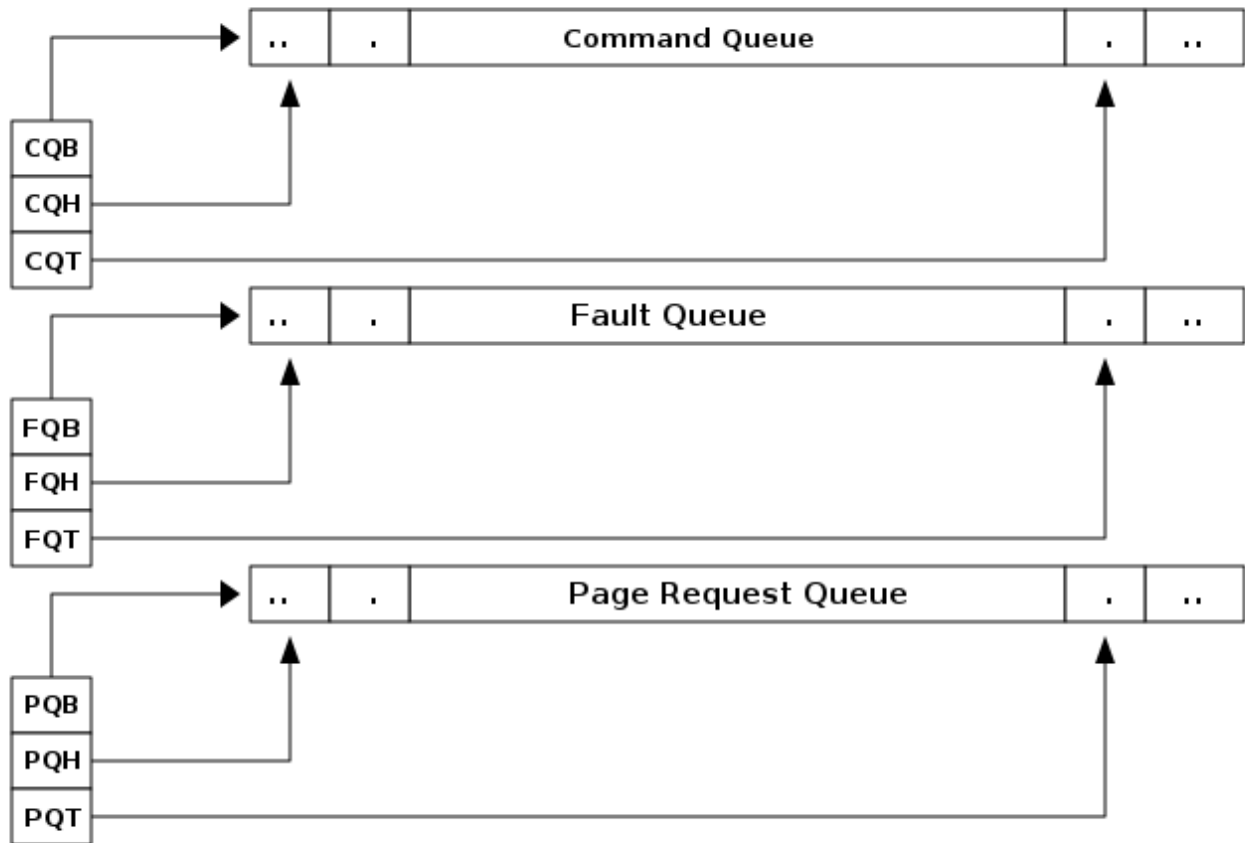 .. . Command Queue . ..
CQB
CQH
CQT
.. . Fault Queue . ..
FQB
FQH
FQT
.. . Page Request Queue . ..
PQB
PQH
PQT